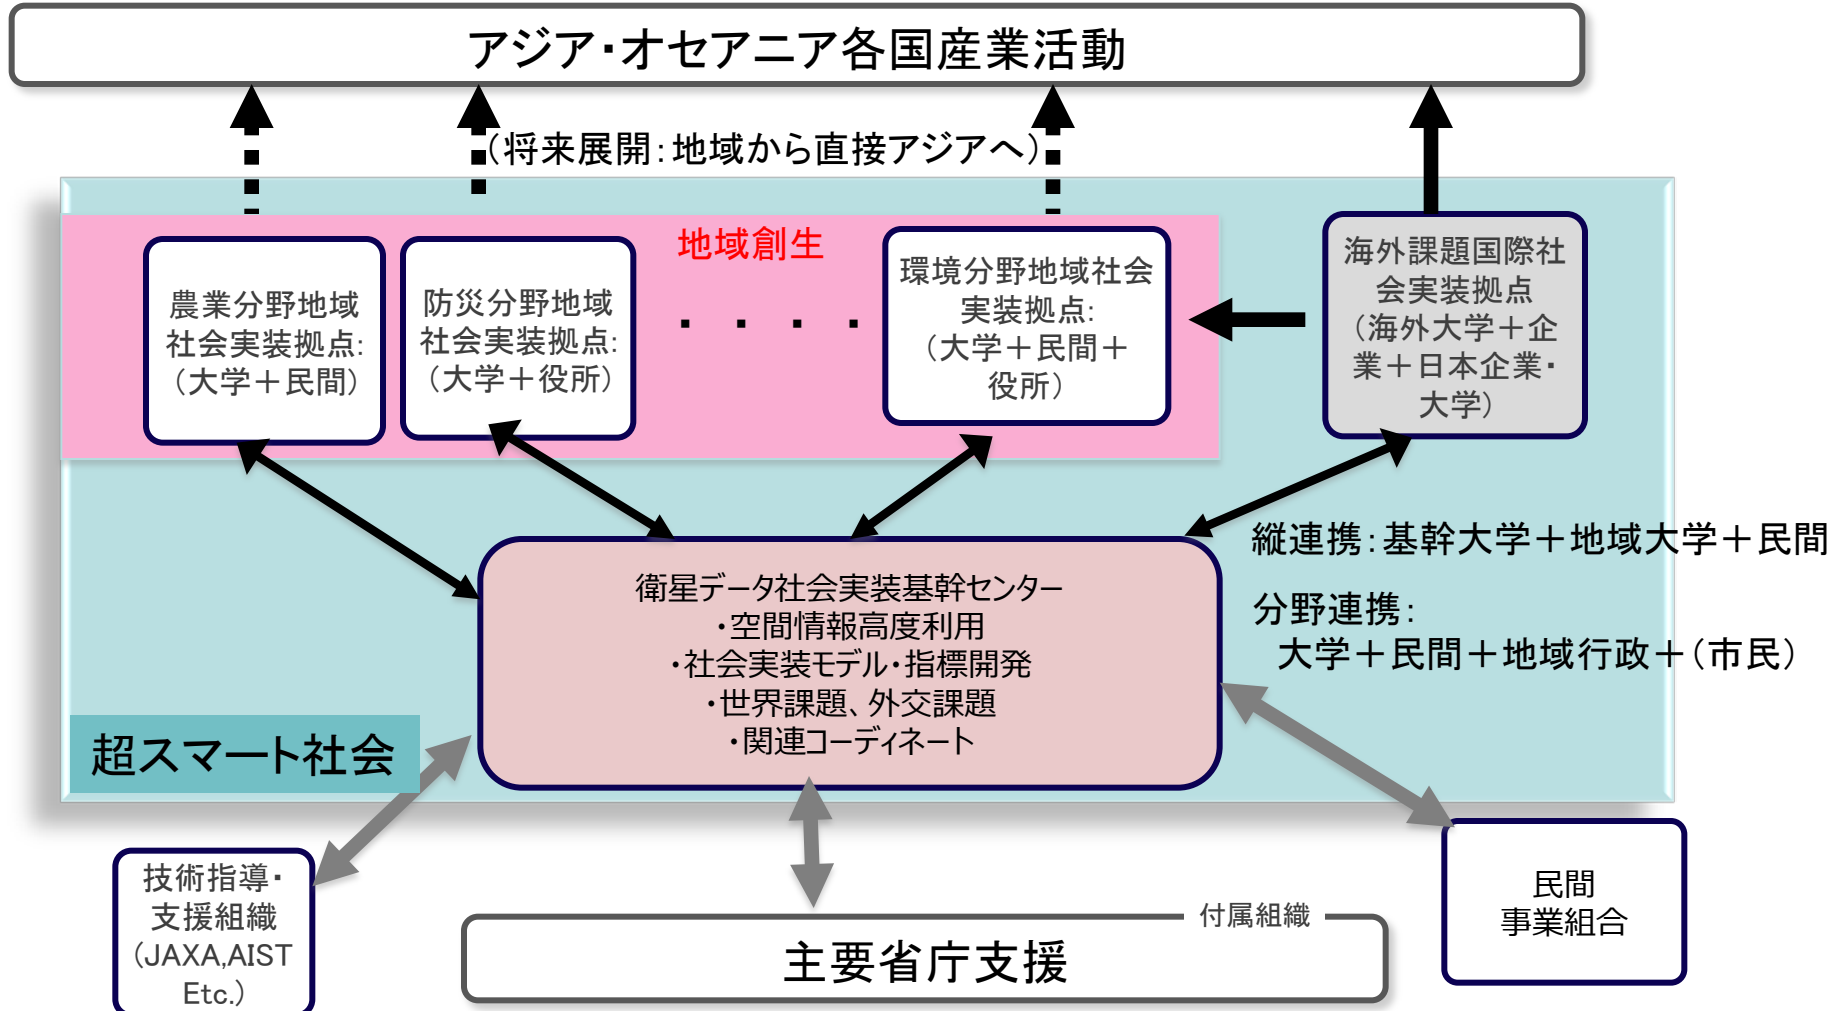 アジア・オセアニア各国産業活動
（将来展開：地域から直接アジアへ）
地域創生
農業分野地域
社会実装拠点:
（大学＋民間）
防災分野地域
社会実装拠点:
（大学＋役所）
・・・・
環境分野地域社会
実装拠点:
（大学＋民間＋
役所）
海外課題国際社
会実装拠点
（海外大学＋企
業＋日本企業・
大学）
縦連携：基幹大学＋地域大学＋民間
分野連携：
大学＋民間＋地域行政＋（市民）
衛星データ社会実装基幹センター
・空間情報高度利用
・社会実装モデル・指標開発
・世界課題、外交課題
・関連コーディネート
超スマート社会
技術指導・
支援組織
（JAXA,AIST
Etc.）
付属組織
主要省庁支援
民間
事業組合